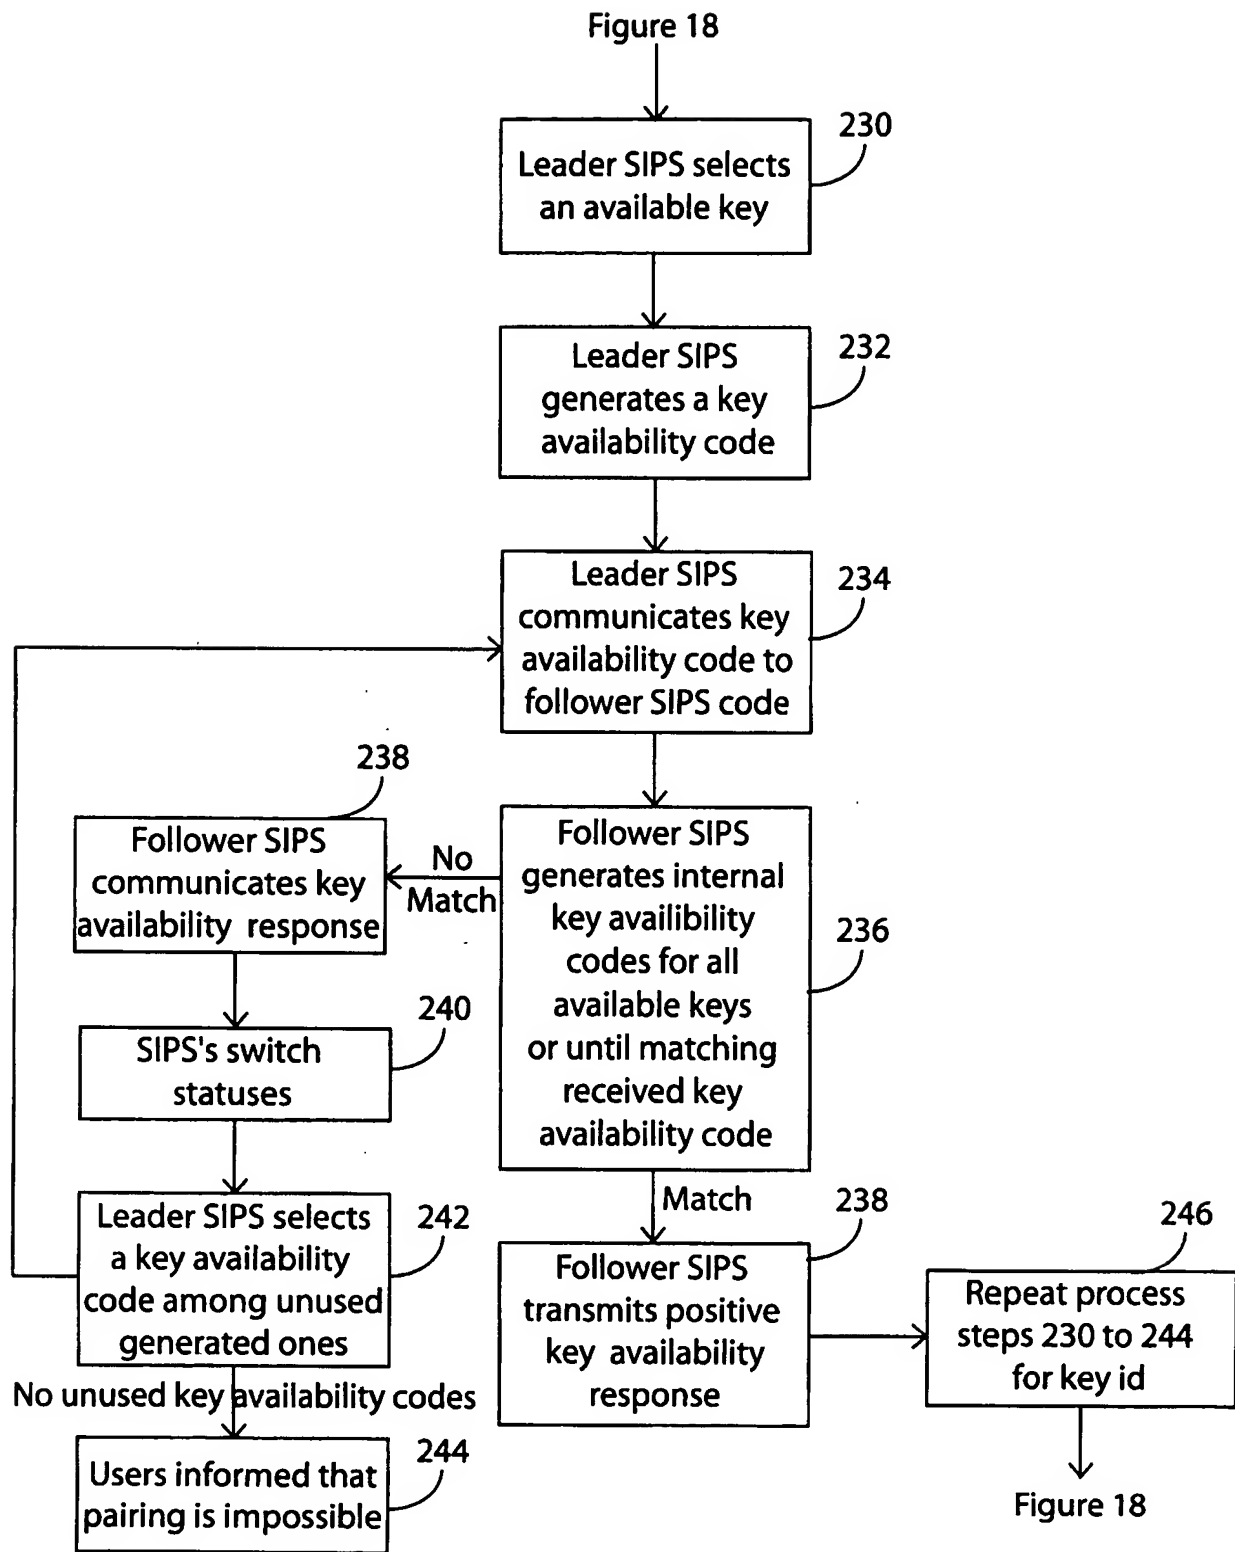 Figure 18
230
Leader SIPS selects
an available key
232
Leader SIPS
generates a key
availability code
234
Leader SIPS
communicates key
availability code to
follower SIPS code
238
Follower SIPS
communicates key
availability response
No
Match
Follower SIPS
generates internal
key availibility
codes for all
available keys
or until matching
received key
availability code
236
240
SIPS's switch
statuses
242
Leader SIPS selects
a key availability
code among unused
generated ones
Match
238
Follower SIPS
transmits positive
key availability
response
246
Repeat process
steps 230 to 244
for key id
No unused key availability codes
244
Users informed that
pairing is impossible
Figure 18